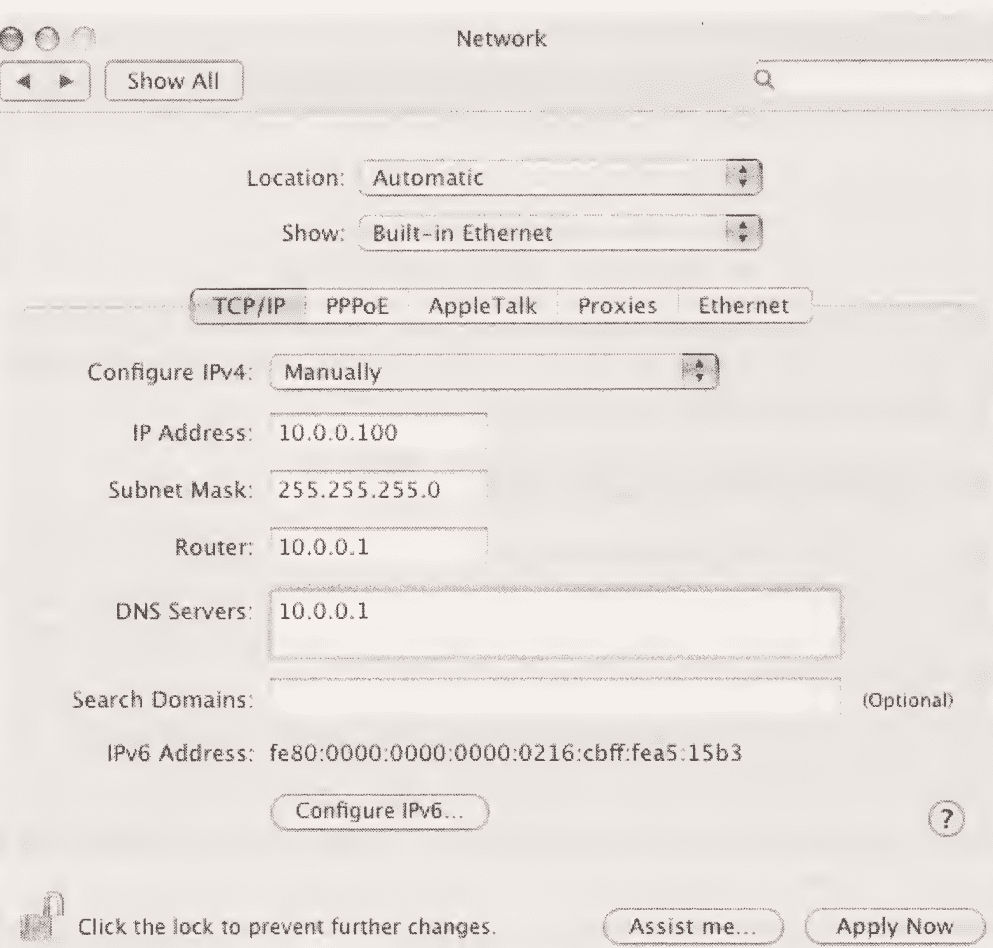 Network
Show All
Location: Automatic
Show: Built-in Ethernet
TCP/IP PPPoE AppleTalk Proxies Ethernet
Configure IPv4: Manually
IP Address: 10.0.0.100
Subnet Mask: 255.255.255.0
Router: 10.0.0.1
DNS Servers: 10.0.0.1
Search Domains: (Optional)
IPv6 Address: fe80:0000:0000:0000:0216:cbff:fea5:15b3
Configure IPv6...
?
Click the lock to prevent further changes. Assist me... Apply Now